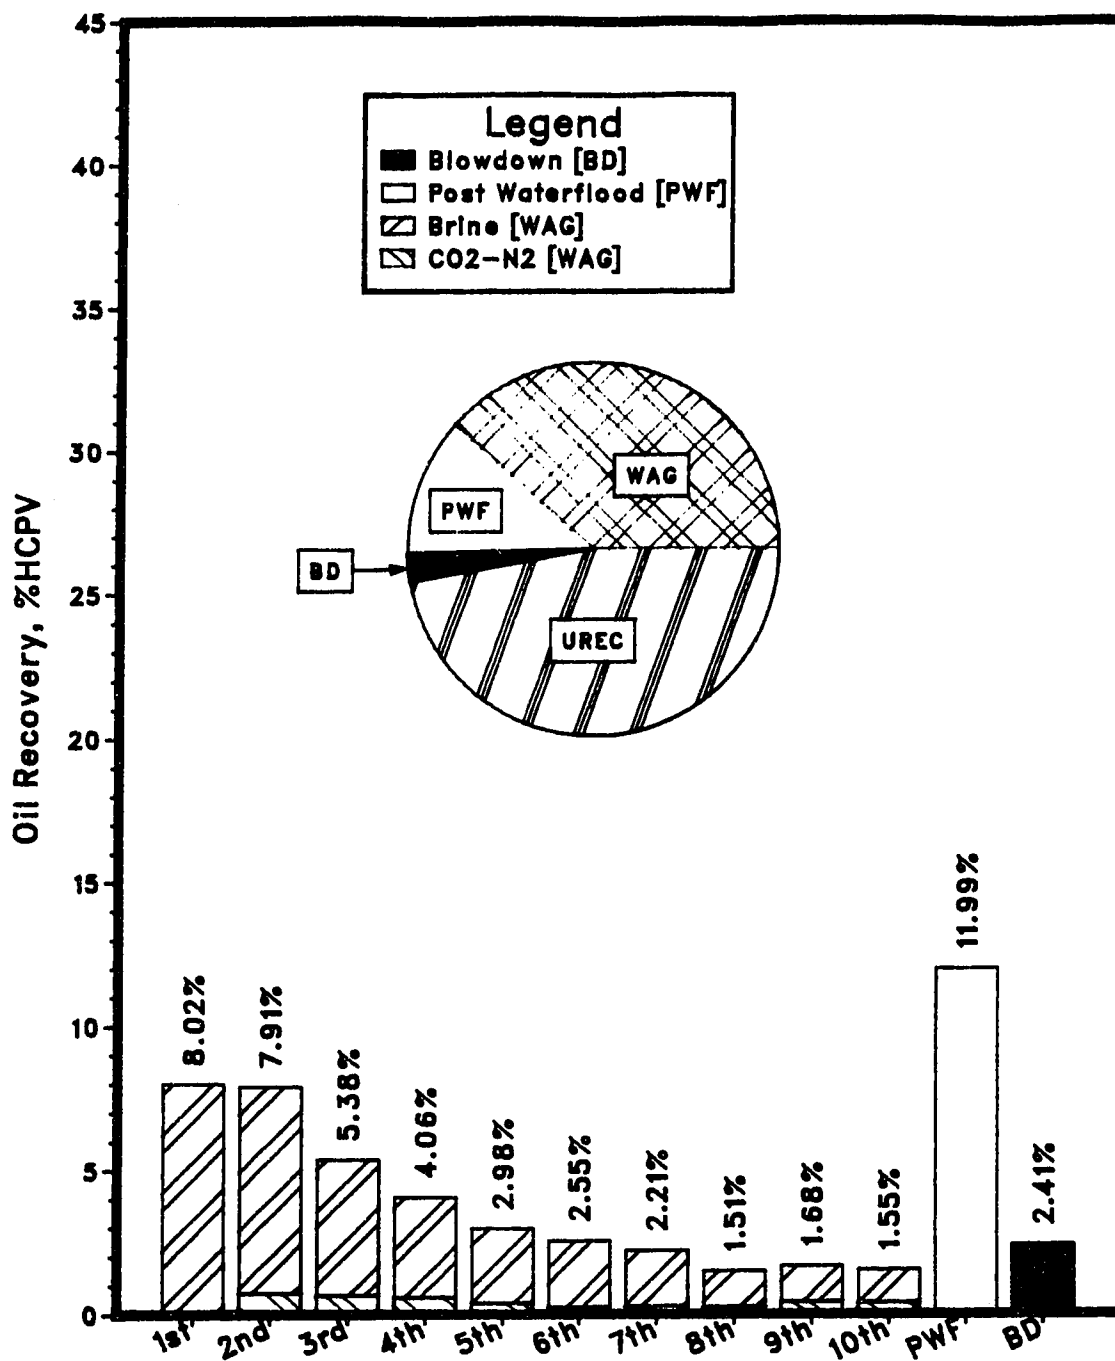 45
40
35
30
25
20
15
10
5
0
Oil Recovery, %HCPV
Legend
Blowdown [BD]
Post Waterflood [PWF]
Brine [WAG]
CO2-N2 [WAG]
WAG
PWF
BD
UREC
8.02%
7.91%
5.38%
4.06%
2.98%
2.55%
2.21%
1.51%
1.68%
1.55%
11.99%
2.41%
1st
2nd
3rd
4th
5th
6th
7th
8th
9th
10th
PWF
BD